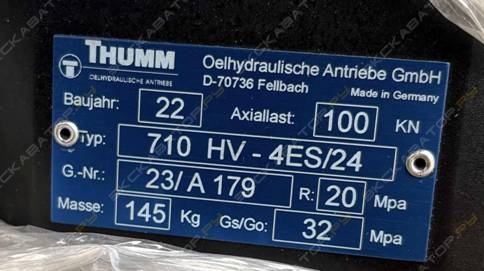 THUMM
OELHYDRAULISCHE ANTRIEBE
Oelhydraulische Antriebe GmbH
D-70736 Fellbach
Made in Germany
Baujahr: 22 Axiallast: 100 KN
Typ: 710 HV - 4ES/24
G.-Nr.: 23/ A 179 R: 20 Mpa
Masse: 145 Kg Gs/Go: 32 Mpa